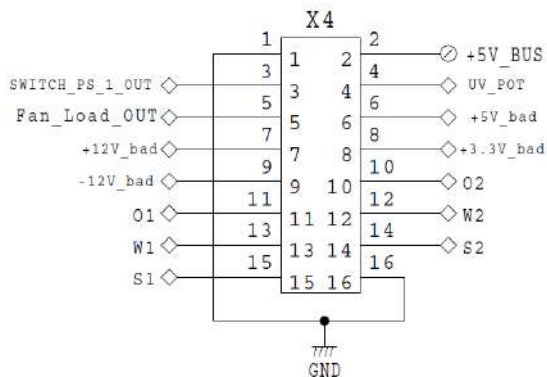 X4
1 1 2 2 +5V_BUS
SWITCH_PS_1_OUT 3 3 4 4 UV_POT
Fan_Load_OUT 5 5 6 6 +5V_bad
+12V_bad 7 7 8 8 +3.3V_bad
-12V_bad 9 9 10 10 O2
O1 11 11 12 12 W2
W1 13 13 14 14 S2
S1 15 15 16 16
GND